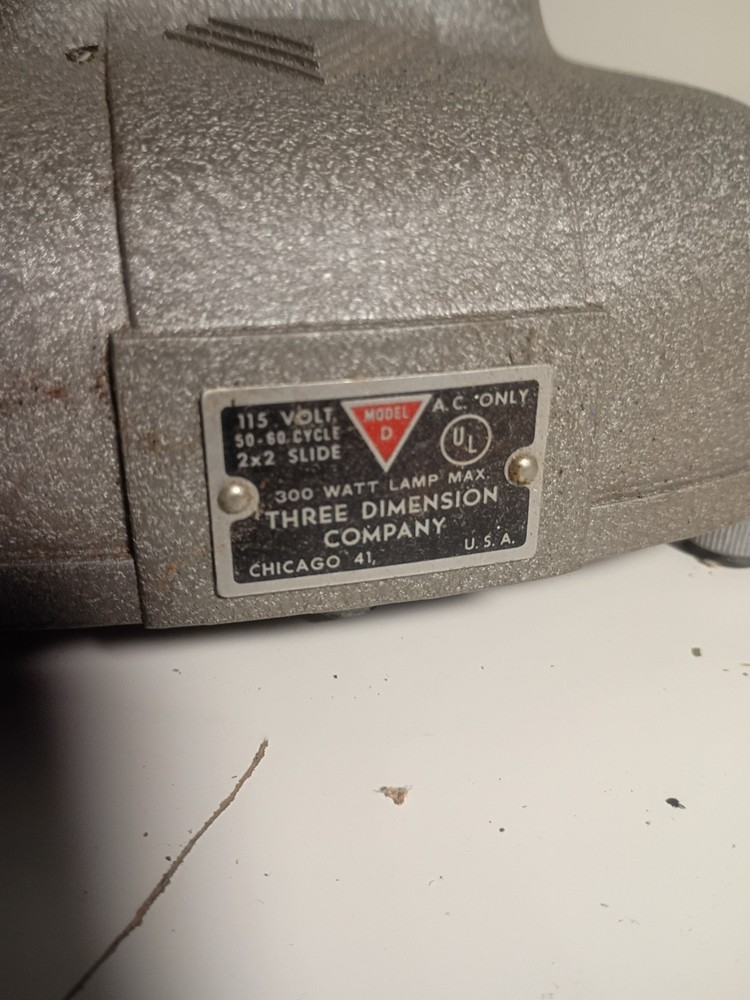 115 VOLT,
50-60 CYCLE
2x2 SLIDE
MODEL
D
A.C. ONLY
UL
300 WATT LAMP MAX.
THREE DIMENSION
COMPANY
CHICAGO 41,
U.S.A.